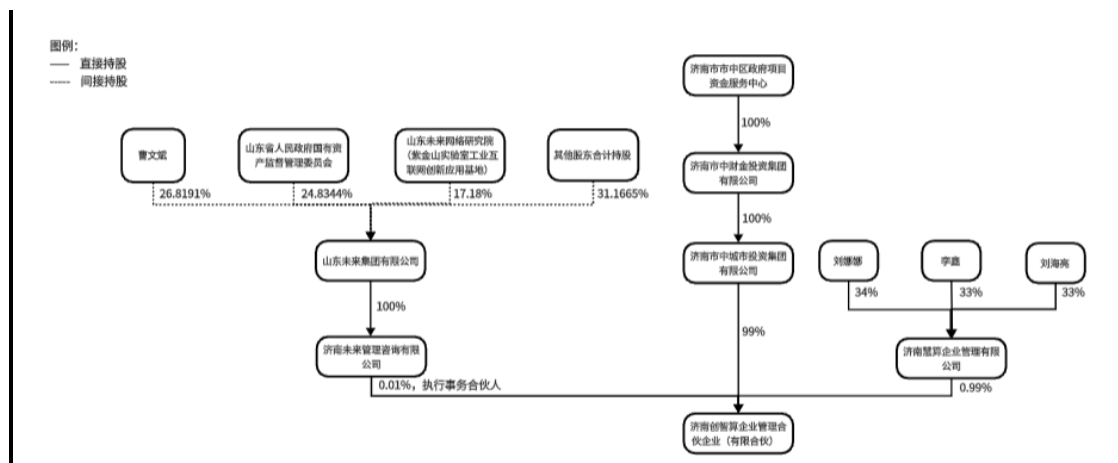 图例：
直接持股
间接持股
济南市市中区政府项目
资金服务中心
100%
曹文斌
山东省人民政府国有资
产监督管理委员会
山东未来网络研究院
（紫金山实验室工业互
联网创新应用基地）
其他股东合计持股
26.8191%
24.8344%
17.18%
31.1665%
济南市中财金投资集团
有限公司
100%
山东未来集团有限公司
济南市中城市投资集团
有限公司
刘娜娜
李鑫
刘海亮
34%
33%
33%
100%
99%
济南未来管理咨询有限
公司
济南慧算企业管理有限
公司
0.01%，执行事务合伙人
0.99%
济南创智算企业管理合
伙企业（有限合伙）